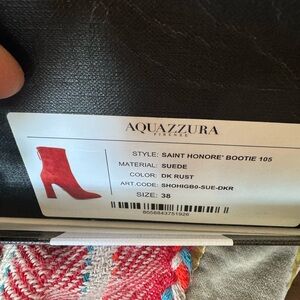 AQUAZZURA
FIRENZE
STYLE: SAINT HONORE' BOOTIE 105
MATERIAL: SUEDE
COLOR: DK RUST
ART.CODE: SHOHIGB0-SUE-DKR
SIZE: 38
8056843751926